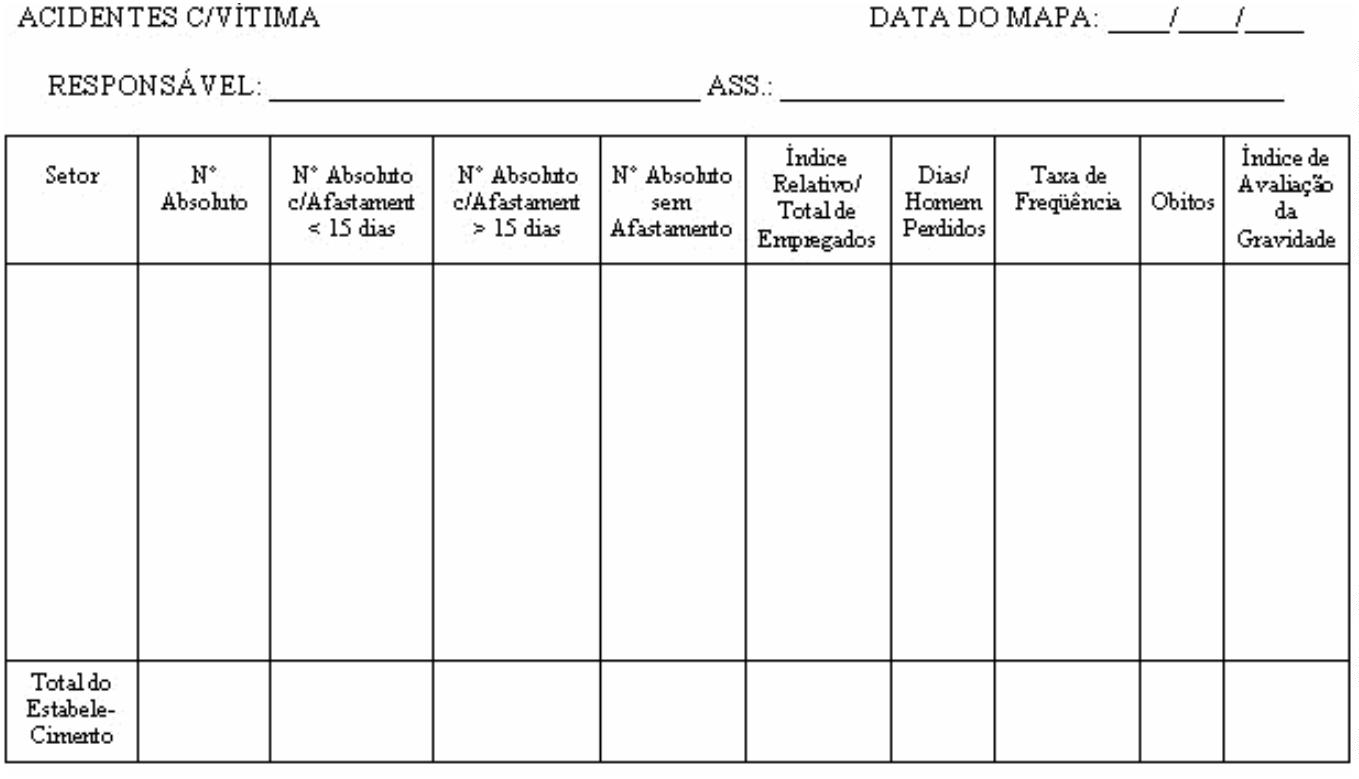 ACIDENTES C/VÍTIMA DATA DO MAPA: ____/____/____
RESPONSÁVEL: ______________________________ ASS.: ___________________________________
Setor
N°
Absoluto
N° Absoluto
c/Afastament
< 15 dias
N° Absoluto
c/Afastament
> 15 dias
N° Absoluto
sem
Afastamento
Índice
Relativo/
Total de
Empregados
Dias/
Homem
Perdidos
Taxa de
Freqüência
Obitos
Índice de
Avaliação
da
Gravidade
Total do
Estabele-
Cimento